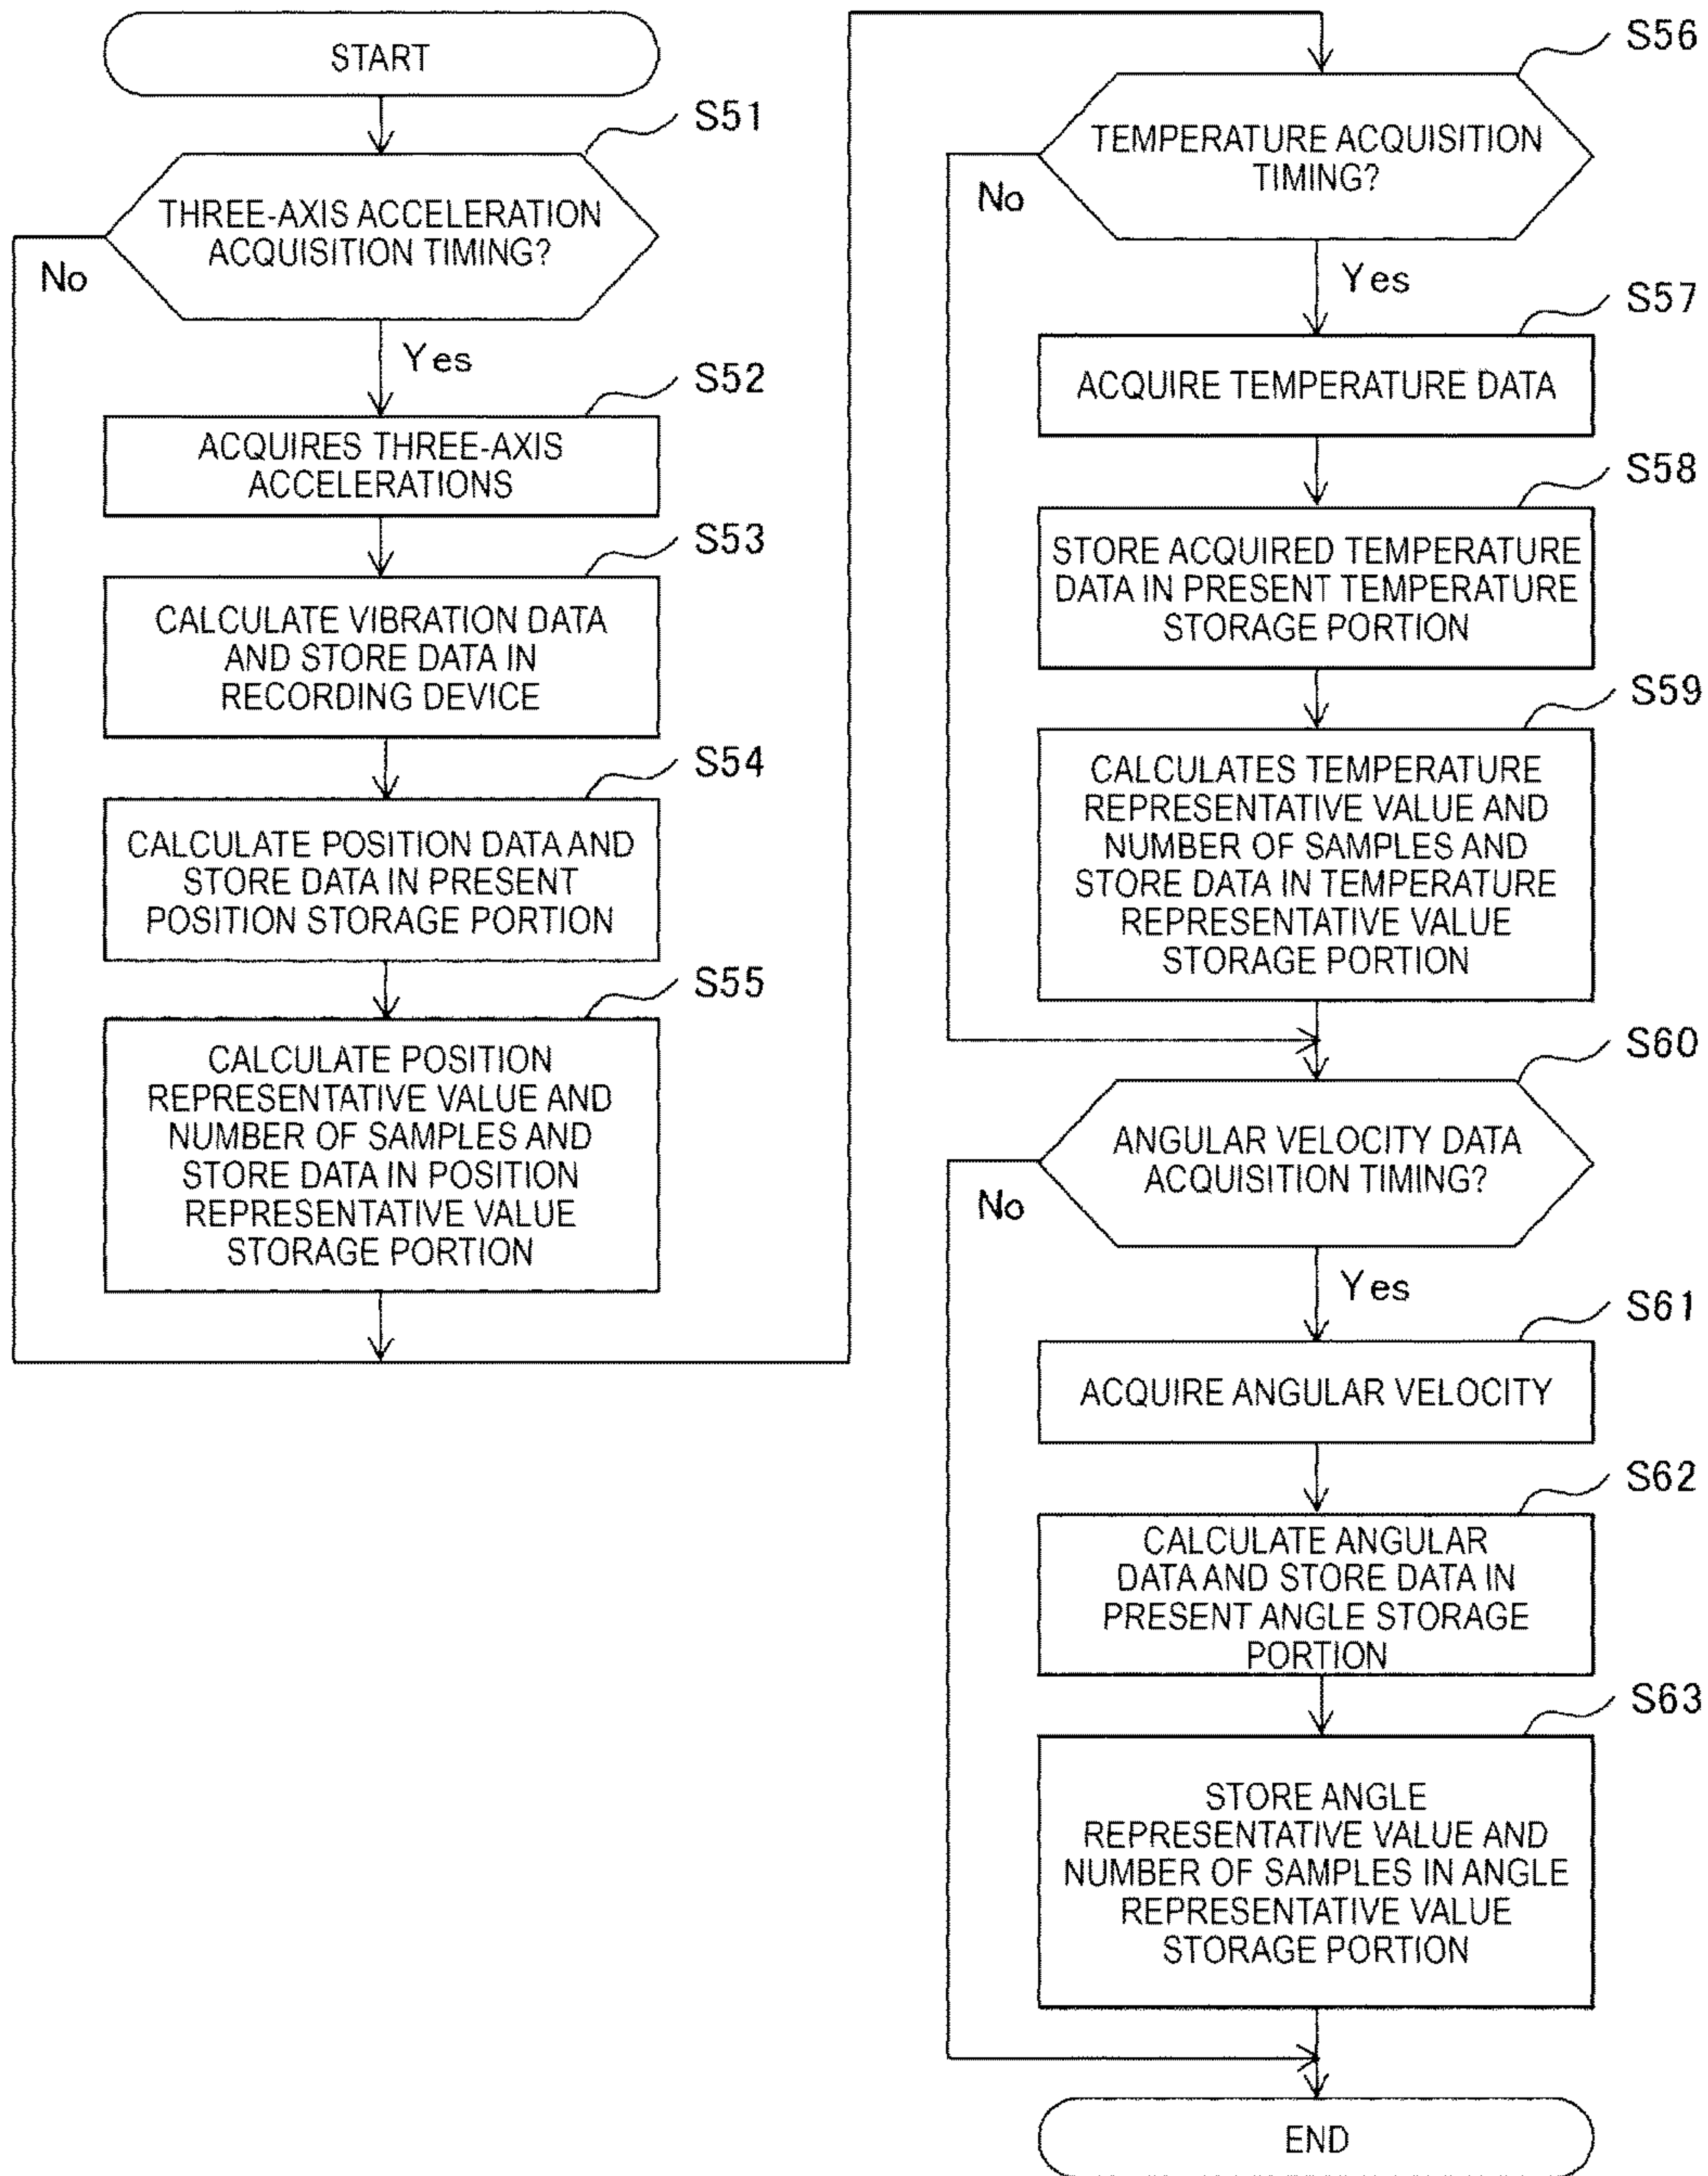 START
S51
THREE-AXIS ACCELERATION
ACQUISITION TIMING?
No
Yes
S52
ACQUIRES THREE-AXIS
ACCELERATIONS
S53
CALCULATE VIBRATION DATA
AND STORE DATA IN
RECORDING DEVICE
S54
CALCULATE POSITION DATA AND
STORE DATA IN PRESENT
POSITION STORAGE PORTION
S55
CALCULATE POSITION
REPRESENTATIVE VALUE AND
NUMBER OF SAMPLES AND
STORE DATA IN POSITION
REPRESENTATIVE VALUE
STORAGE PORTION
S56
TEMPERATURE ACQUISITION
TIMING?
No
Yes
S57
ACQUIRE TEMPERATURE DATA
S58
STORE ACQUIRED TEMPERATURE
DATA IN PRESENT TEMPERATURE
STORAGE PORTION
S59
CALCULATES TEMPERATURE
REPRESENTATIVE VALUE AND
NUMBER OF SAMPLES AND
STORE DATA IN TEMPERATURE
REPRESENTATIVE VALUE
STORAGE PORTION
S60
ANGULAR VELOCITY DATA
ACQUISITION TIMING?
No
Yes
S61
ACQUIRE ANGULAR VELOCITY
S62
CALCULATE ANGULAR
DATA AND STORE DATA IN
PRESENT ANGLE STORAGE
PORTION
S63
STORE ANGLE
REPRESENTATIVE VALUE AND
NUMBER OF SAMPLES IN ANGLE
REPRESENTATIVE VALUE
STORAGE PORTION
END